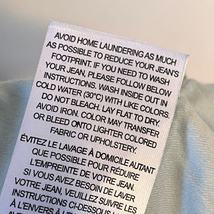 AVOID HOME LAUNDERING AS MUCH
AS POSSIBLE TO REDUCE YOUR JEAN'S
FOOTPRINT. IF YOU NEED TO WASH
YOUR JEAN, PLEASE FOLLOW BELOW
INSTRUCTIONS. WASH INSIDE OUT IN
COLD WATER (30°C) WITH LIKE COLORS.
DO NOT BLEACH. LAY FLAT TO DRY.
AVOID IRON. COLOR MAY TRANSFER
OR BLEED ONTO LIGHTER COLORED
FABRIC OR UPHOLSTERY.
ÉVITEZ LE LAVAGE À DOMICILE AUTANT
QUE POSSIBLE POUR RÉDUIRE
L'EMPREINTE DE VOTRE JEAN.
SI VOUS AVEZ BESOIN DE LAVER
VOTRE JEAN, VEUILLEZ SUIVRE LES
INSTRUCTIONS CI-DESSOUS
À L'ENVERS À L'